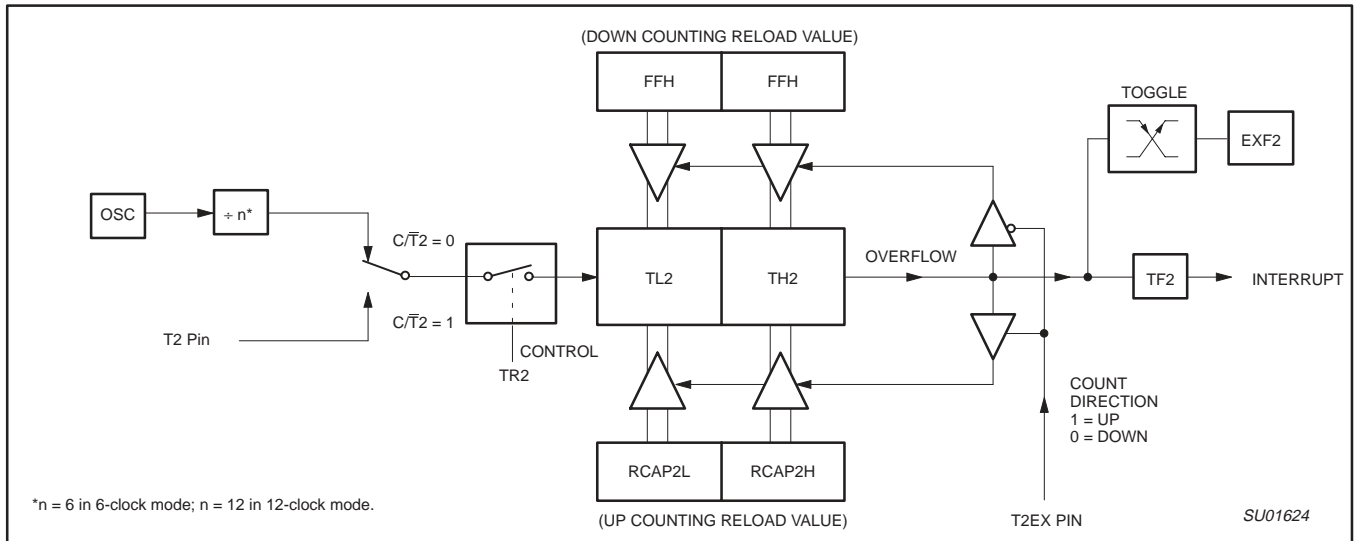 (DOWN COUNTING RELOAD VALUE)
FFH FFH
TOGGLE
EXF2
OSC
÷ n*
C/T̅2 = 0
TL2 TH2
OVERFLOW
TF2
INTERRUPT
C/T̅2 = 1
T2 Pin
CONTROL
TR2
COUNT
DIRECTION
1 = UP
0 = DOWN
RCAP2L RCAP2H
(UP COUNTING RELOAD VALUE)
T2EX PIN
*n = 6 in 6-clock mode; n = 12 in 12-clock mode.
SU01624